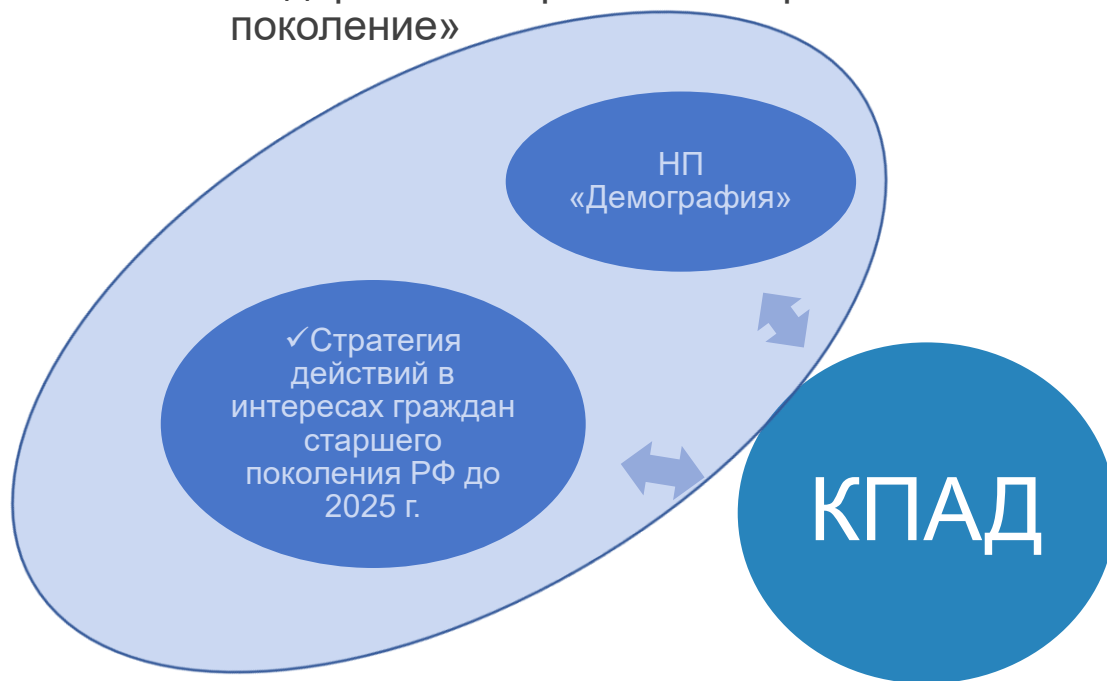 поколение»
НП
«Демография»
✓Стратегия
действий в
интересах граждан
старшего
поколения РФ до
2025 г.
КПАД